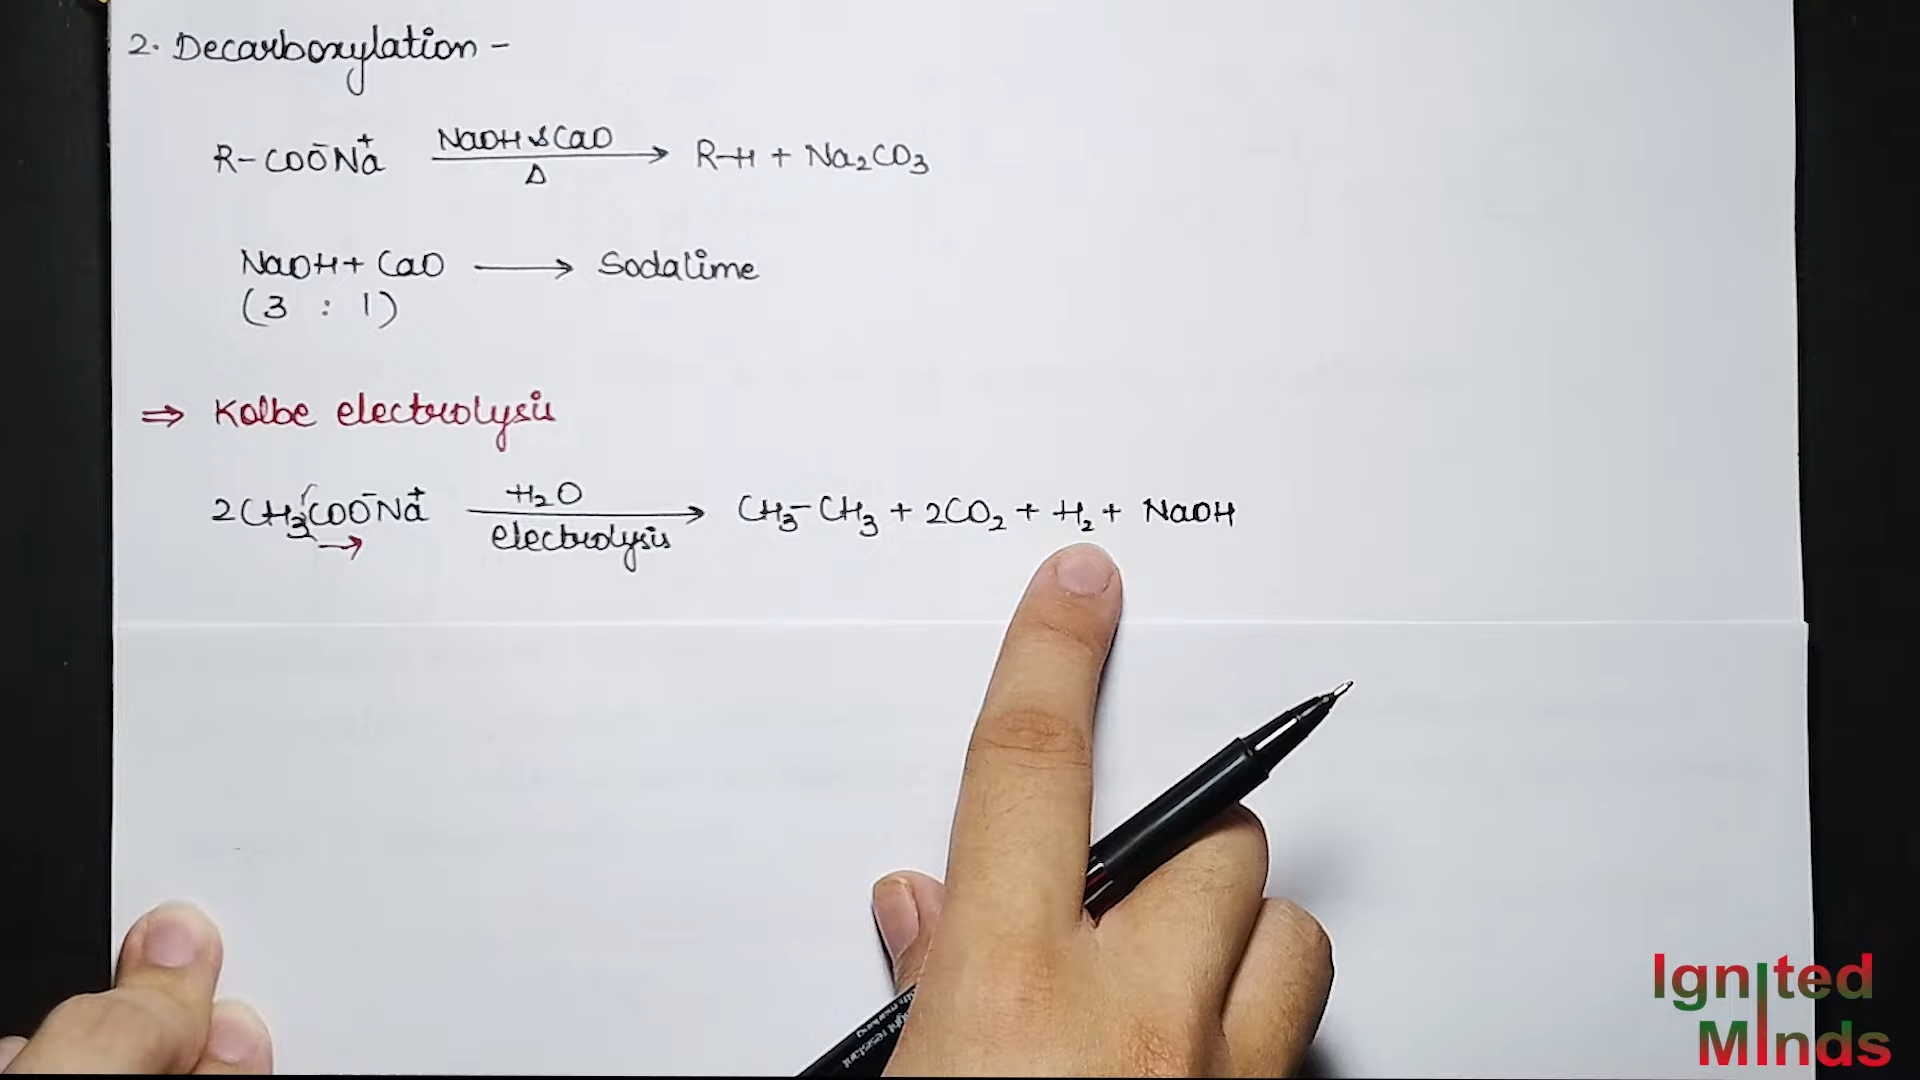 2. Decarboxylation -
R-COO⁻Na⁺ NaOH & CaO → R-H + Na₂CO₃
Δ
NaOH + CaO → Sodalime
(3 : 1)
⇒ Kolbe electrolysis
2CH₃COO⁻Na⁺ H₂O → CH₃-CH₃ + 2CO₂ + H₂ + NaOH
electrolysis
Ignited
Minds